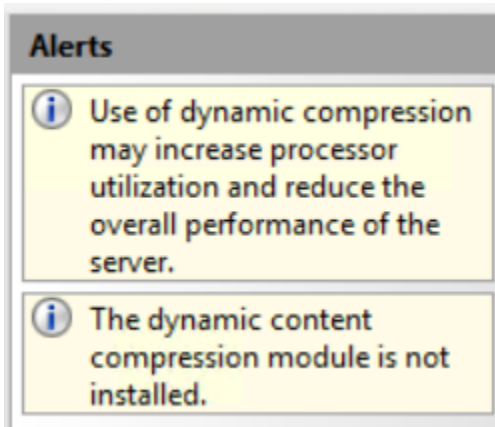 Alerts
Use of dynamic compression
may increase processor
utilization and reduce the
overall performance of the
server.
The dynamic content
compression module is not
installed.